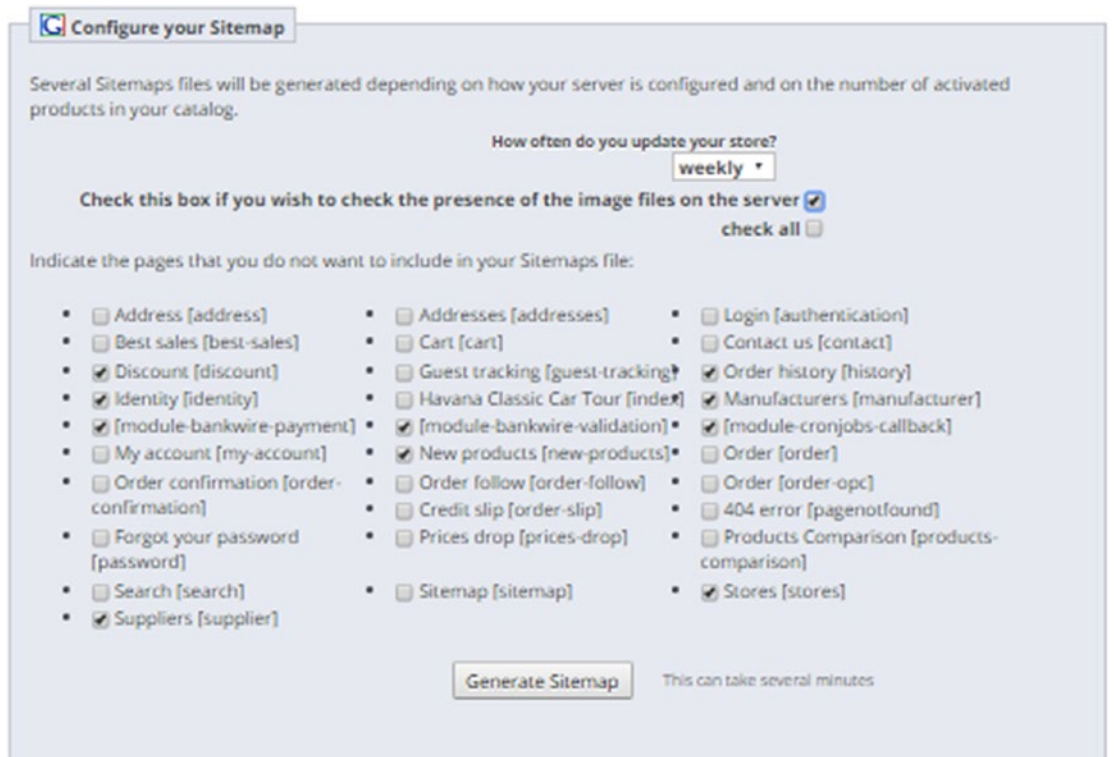 Configure your Sitemap
Several Sitemaps files will be generated depending on how your server is configured and on the number of activated
products in your catalog.
How often do you update your store?
weekly
Check this box if you wish to check the presence of the image files on the server
check all
Indicate the pages that you do not want to include in your Sitemaps file:
Address [address] Addresses [addresses] Login [authentication]
Best sales [best-sales] Cart [cart] Contact us [contact]
Discount [discount] Guest tracking [guest-tracking] Order history [history]
Identity [identity] Havana Classic Car Tour [index] Manufacturers [manufacturer]
[module-bankwire-payment] [module-bankwire-validation] [module-cronjobs-callback]
My account [my-account] New products [new-products] Order [order]
Order confirmation [order- Order follow [order-follow] Order [order-opc]
confirmation] Credit slip [order-slip] 404 error [pagenotfound]
Forgot your password Prices drop [prices-drop] Products Comparison [products-
[password] comparison]
Search [search] Sitemap [sitemap] Stores [stores]
Suppliers [supplier]
Generate Sitemap This can take several minutes